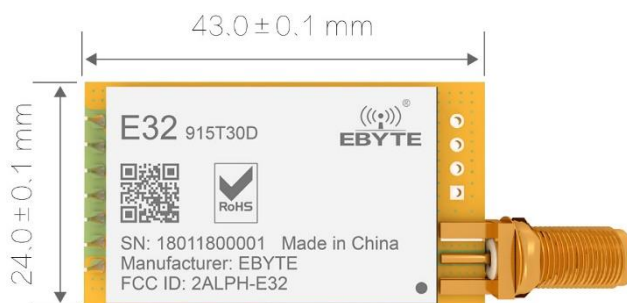 43.0±0.1 mm
24.0±0.1 mm
E32 915T30D
EBYTE®
RoHS
SN: 18011800001 Made in China
Manufacturer: EBYTE
FCC ID: 2ALPH-E32